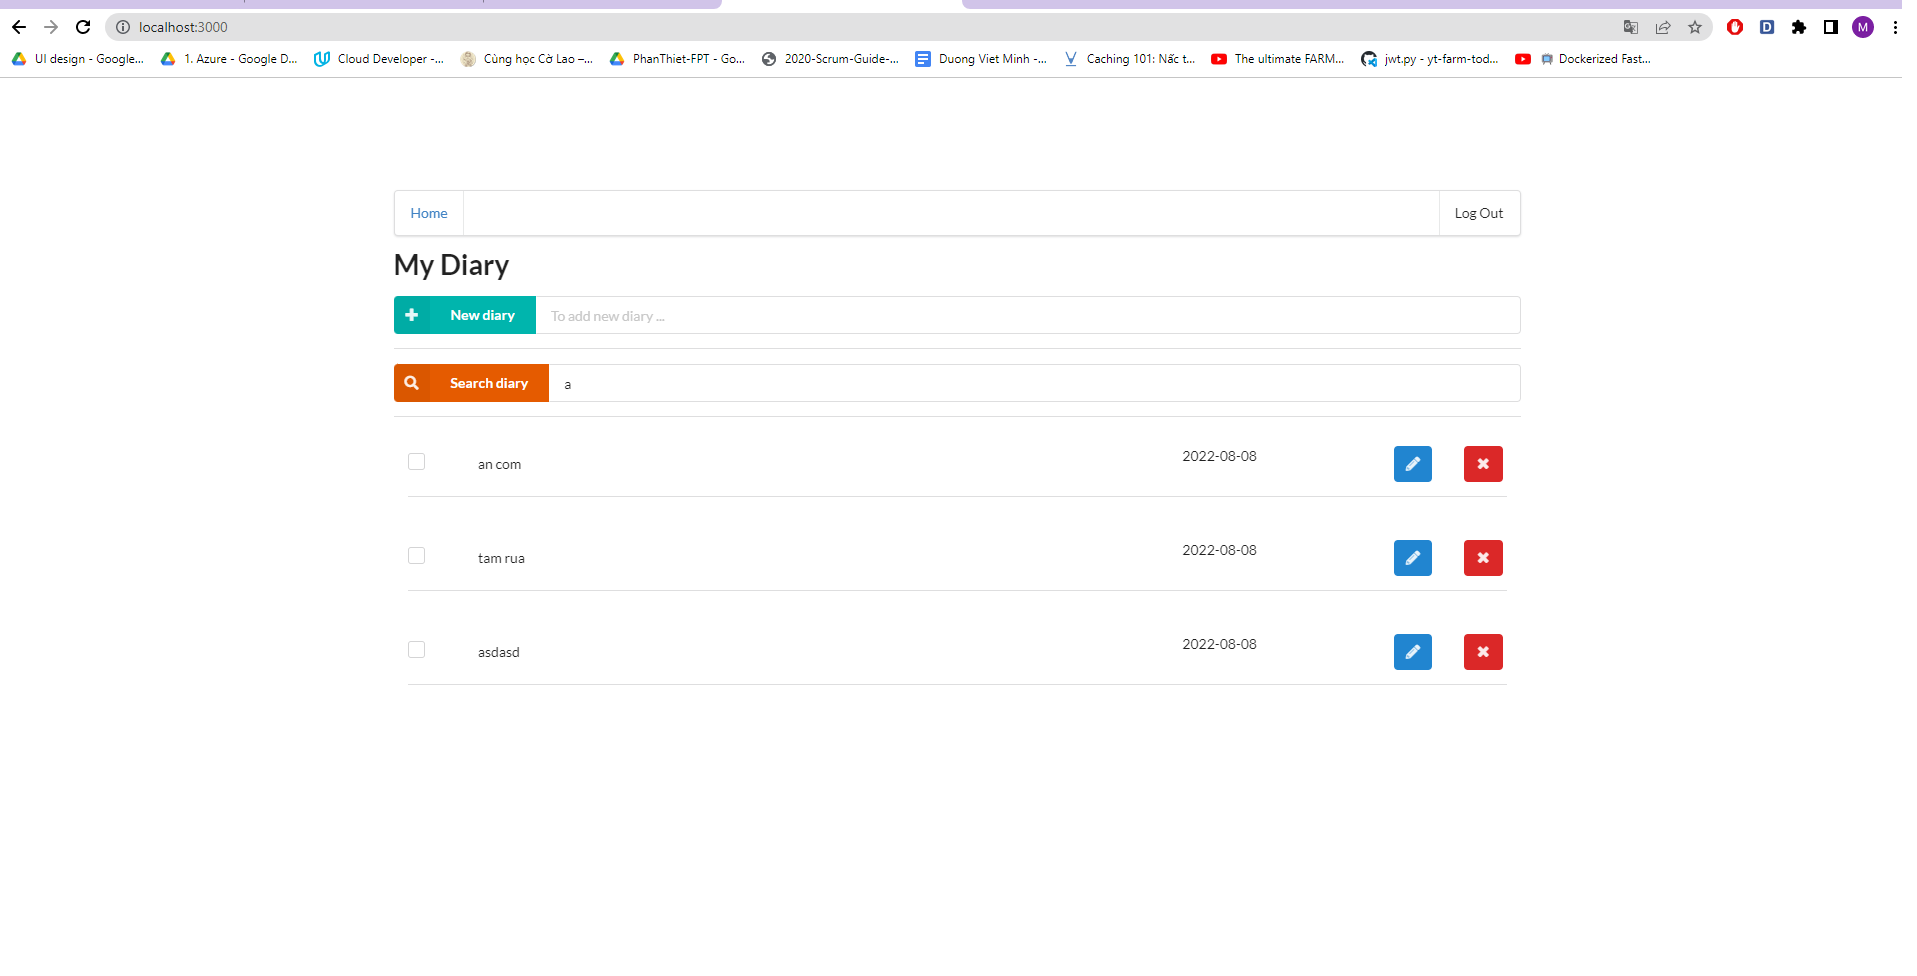 localhost:3000
UI design - Google... 1. Azure - Google D... Cloud Developer -... Cùng học Cờ Lao –... PhanThiet-FPT - Go... 2020-Scrum-Guide-... Duong Viet Minh -... Caching 101: Nấc t... The ultimate FARM... jwt.py - yt-farm-tod... Dockerized Fast...
D
M
Home
Log Out
My Diary
New diary To add new diary ...
Search diary a
an com 2022-08-08
tam rua 2022-08-08
asdasd 2022-08-08